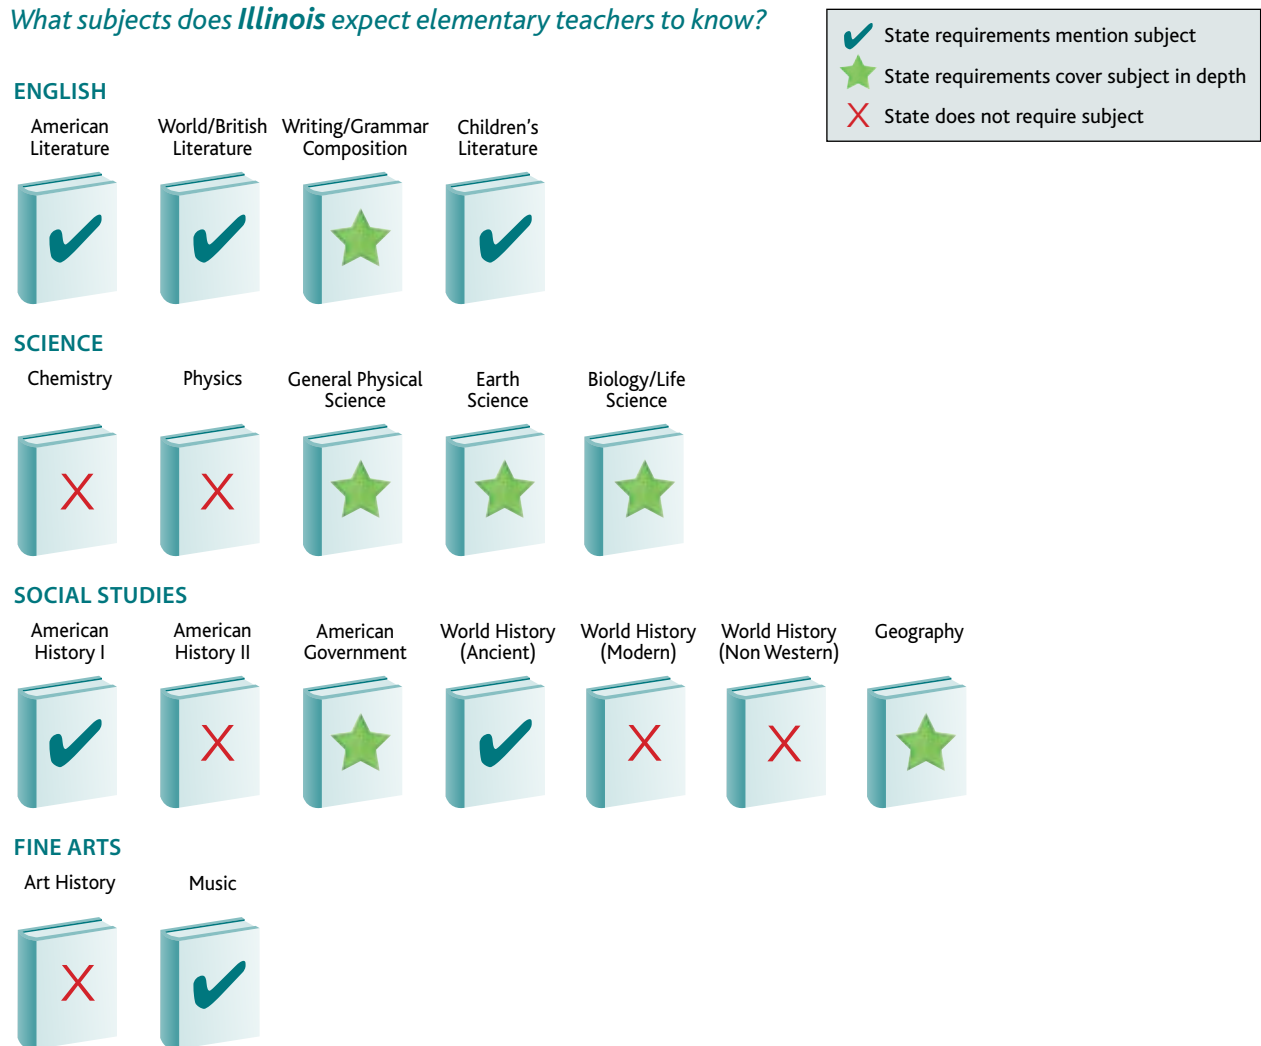 What subjects does Illinois expect elementary teachers to know?
State requirements mention subject
State requirements cover subject in depth
State does not require subject
ENGLISH
American
Literature
World/British
Literature
Writing/Grammar
Composition
Children's
Literature
SCIENCE
Chemistry
Physics
General Physical
Science
Earth
Science
Biology/Life
Science
SOCIAL STUDIES
American
History I
American
History II
American
Government
World History
(Ancient)
World History
(Modern)
World History
(Non Western)
Geography
FINE ARTS
Art History
Music